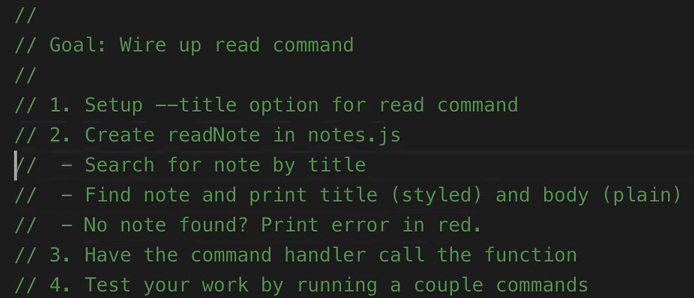 //
// Goal: Wire up read command
//
// 1. Setup --title option for read command
// 2. Create readNote in notes.js
//  - Search for note by title
//  - Find note and print title (styled) and body (plain)
//  - No note found? Print error in red.
// 3. Have the command handler call the function
// 4. Test your work by running a couple commands